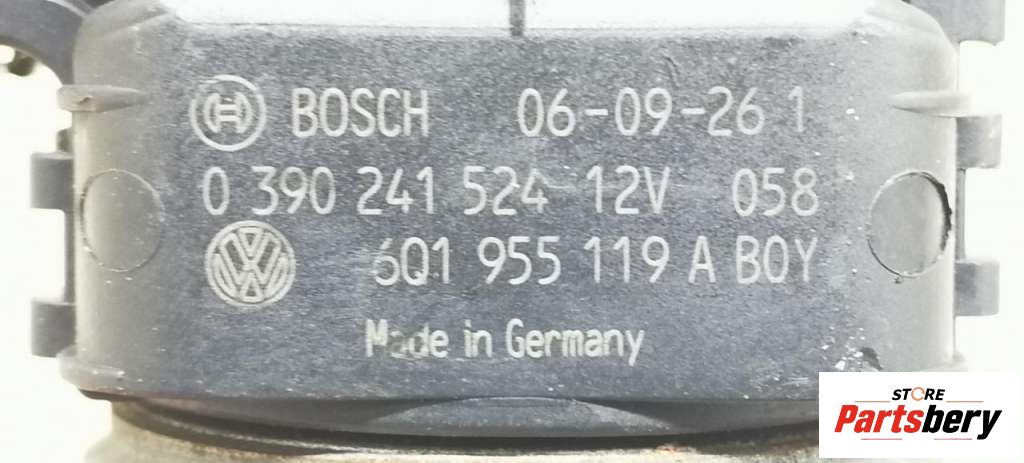 BOSCH 06-09-26 1
0 390 241 524 12V 058
6Q1 955 119 A B0Y
Made in Germany
STORE
Partsbery